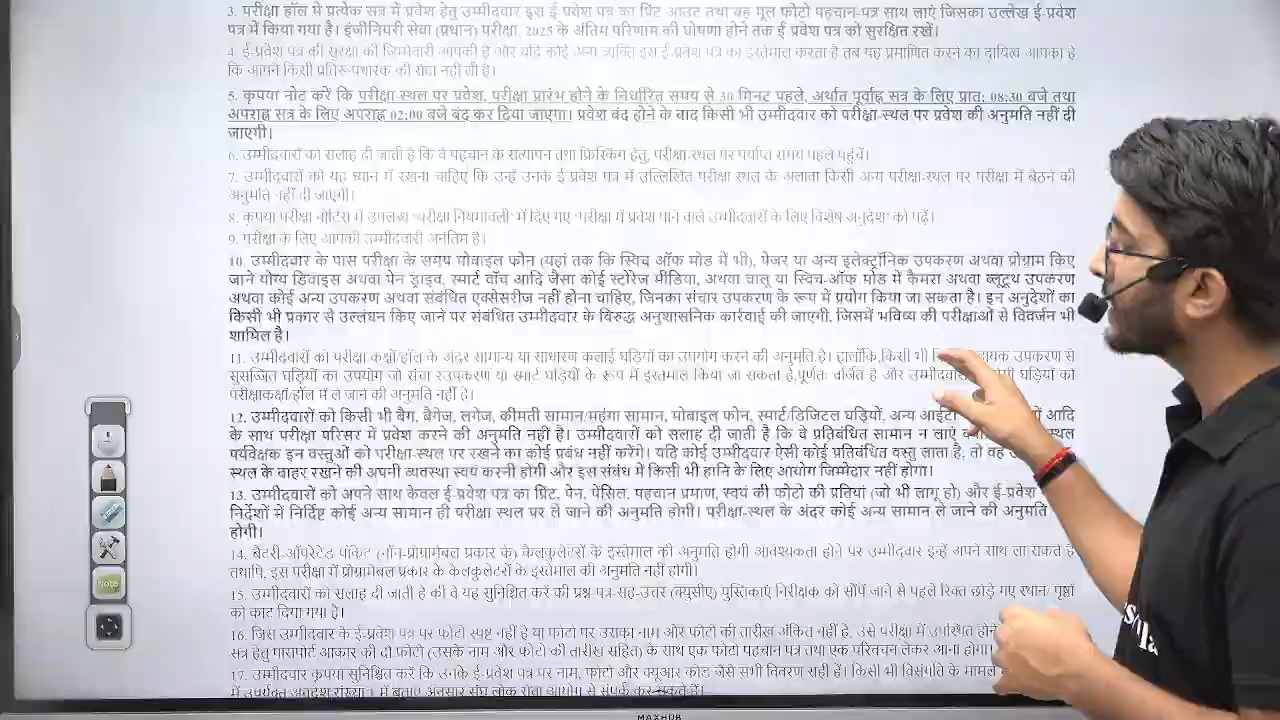 3. परीक्षा हॉल में प्रत्येक सत्र में प्रवेश हेतु उम्मीदवार इस ई प्रवेश पत्र का प्रिंट आउट तथा वह मूल फोटो पहचान-पत्र साथ लाएं जिसका उल्लेख ई-प्रवेश
पत्र में किया गया है। इंजीनियरी सेवा (प्रधान) परीक्षा, 2025 के अंतिम परिणाम की घोषणा होने तक ई प्रवेश पत्र को सुरक्षित रखें।
4. ई-प्रवेश पत्र की सुरक्षा की जिम्मेदारी आपकी है और यदि कोई अन्य व्यक्ति इस ई-प्रवेश पत्र का इस्तेमाल करता है तब यह प्रमाणित करने का दायित्व आपका है
कि आपने किसी प्रतिरूपधारक की सेवा नहीं ली है।
5. कृपया नोट करें कि परीक्षा स्थल पर प्रवेश, परीक्षा प्रारंभ होने के निर्धारित समय से 30 मिनट पहले, अर्थात पूर्वाह्न सत्र के लिए प्रात: 08:30 बजे तथा
अपराह्न सत्र के लिए अपराह्न 02:00 बजे बंद कर दिया जाएगा। प्रवेश बंद होने के बाद किसी भी उम्मीदवार को परीक्षा-स्थल पर प्रवेश की अनुमति नहीं दी
जाएगी।
6. उम्मीदवारों को सलाह दी जाती है कि वे पहचान के सत्यापन तथा फ्रिस्किंग हेतु, परीक्षा-स्थल पर पर्याप्त समय पहले पहुंचें।
7. उम्मीदवारों को यह ध्यान में रखना चाहिए कि उन्हें उनके ई प्रवेश पत्र में उल्लिखित परीक्षा स्थल के अलावा किसी अन्य परीक्षा-स्थल पर परीक्षा में बैठने की
अनुमति नहीं दी जाएगी।
8. कृपया परीक्षा नोटिस में उपलब्ध "परीक्षा नियमावली" में दिए गए "परीक्षा में प्रवेश पाने वाले उम्मीदवारों के लिए विशेष अनुदेश" को पढ़ें।
9. परीक्षा के लिए आपकी उम्मीदवारी अनंतिम है।
10. उम्मीदवार के पास परीक्षा के समय मोबाइल फोन (यहां तक कि स्विच ऑफ मोड में भी), पेजर या अन्य इलेक्ट्रॉनिक उपकरण अथवा प्रोग्राम किए
जाने योग्य डिवाइस अथवा पेन ड्राइव, स्मार्ट वॉच आदि जैसा कोई स्टोरेज मीडिया, अथवा चालू या स्विच-ऑफ मोड में कैमरा अथवा ब्लूटूथ उपकरण
अथवा कोई अन्य उपकरण अथवा संबंधित एक्सेसरीज नहीं होना चाहिए, जिनका संचार उपकरण के रूप में प्रयोग किया जा सकता है। इन अनुदेशों का
किसी भी प्रकार से उल्लंघन किए जाने पर संबंधित उम्मीदवार के विरुद्ध अनुशासनिक कार्रवाई की जाएगी, जिसमें भविष्य की परीक्षाओं से विवर्जन भी
शामिल है।
11. उम्मीदवारों को परीक्षा कक्षों/हॉल के अंदर सामान्य या साधारण कलाई घड़ियों का उपयोग करने की अनुमति है। हालाँकि,किसी भी उपकरण से
सुसज्जित घड़ियों का उपयोग जो संचार उपकरण या स्मार्ट घड़ियों के रूप में इस्तेमाल किया जा सकता है,पूर्णतः वर्जित है और घड़ियों को
परीक्षाकक्षों/हॉल में ले जाने की अनुमति नहीं है।
12. उम्मीदवारों को किसी भी बैग, बैगेज, लगेज, कीमती सामान/महंगा सामान, मोबाइल फोन, स्मार्ट/डिजिटल घड़ियों, अन्य आईटी आदि
के साथ परीक्षा परिसर में प्रवेश करने की अनुमति नहीं है। उम्मीदवारों को सलाह दी जाती है कि वे प्रतिबंधित सामान न लाएं स्थल
पर्यवेक्षक इन वस्तुओं को परीक्षा-स्थल पर रखने का कोई प्रबंध नहीं करेंगे। यदि कोई उम्मीदवार ऐसी कोई प्रतिबंधित वस्तु लाता है, तो वह
स्थल के बाहर रखने की अपनी व्यवस्था स्वयं करनी होगी और इस संबंध में किसी भी हानि के लिए आयोग जिम्मेदार नहीं होगा।
13. उम्मीदवारों को अपने साथ केवल ई-प्रवेश पत्र का प्रिंट, पेन, पेंसिल, पहचान प्रमाण, स्वयं की फोटो की प्रतियां (जो भी लागू हो) और ई-प्रवेश
निर्देशों में निर्दिष्ट कोई अन्य सामान ही परीक्षा स्थल पर ले जाने की अनुमति होगी। परीक्षा-स्थल के अंदर कोई अन्य सामान ले जाने की अनुमति
होगी।
14. बैटरी-ऑपरेटेड पॉकेट (नॉन-प्रोग्रामेबल प्रकार के) कैलकुलेटरों के इस्तेमाल की अनुमति होगी आवश्यकता होने पर उम्मीदवार इन्हें अपने साथ ला सकते हैं
तथापि, इस परीक्षा में प्रोग्रामेबल प्रकार के केलकुलेटरों के इस्तेमाल की अनुमति नहीं होगी।
15. उम्मीदवारों को सलाह दी जाती है की वे यह सुनिश्चित करें की प्रश्न पत्र-सह-उत्तर (क्यूसीए) पुस्तिकाएं निरीक्षक को सौंपें जाने से पहले रिक्त छोड़े गए स्थान/ पृष्ठों
को काट दिया गया है।
16. जिस उम्मीदवार के ई-प्रवेश पत्र पर फोटो स्पष्ट नहीं है या फोटो पर उसका नाम और फोटो की तारीख अंकित नहीं है, उसे परीक्षा में उपस्थित होने
सत्र हेतु पासपोर्ट आकार की दो फोटो (उसके नाम और फोटो की तारीख सहित) के साथ एक फोटो पहचान पत्र तथा एक परिवचन लेकर आना होगा।
17. उम्मीदवार कृपया सुनिश्चित करें कि उनके ई-प्रवेश पत्र पर नाम, फोटो और क्यूआर कोड जैसे सभी विवरण सही हैं। किसी भी विसंगति के मामले
में उपर्युक्त अनुदेश संख्या 1 में बताए अनुसार संघ लोक सेवा आयोग से संपर्क कर सकते हैं।
Note
MAXHUB